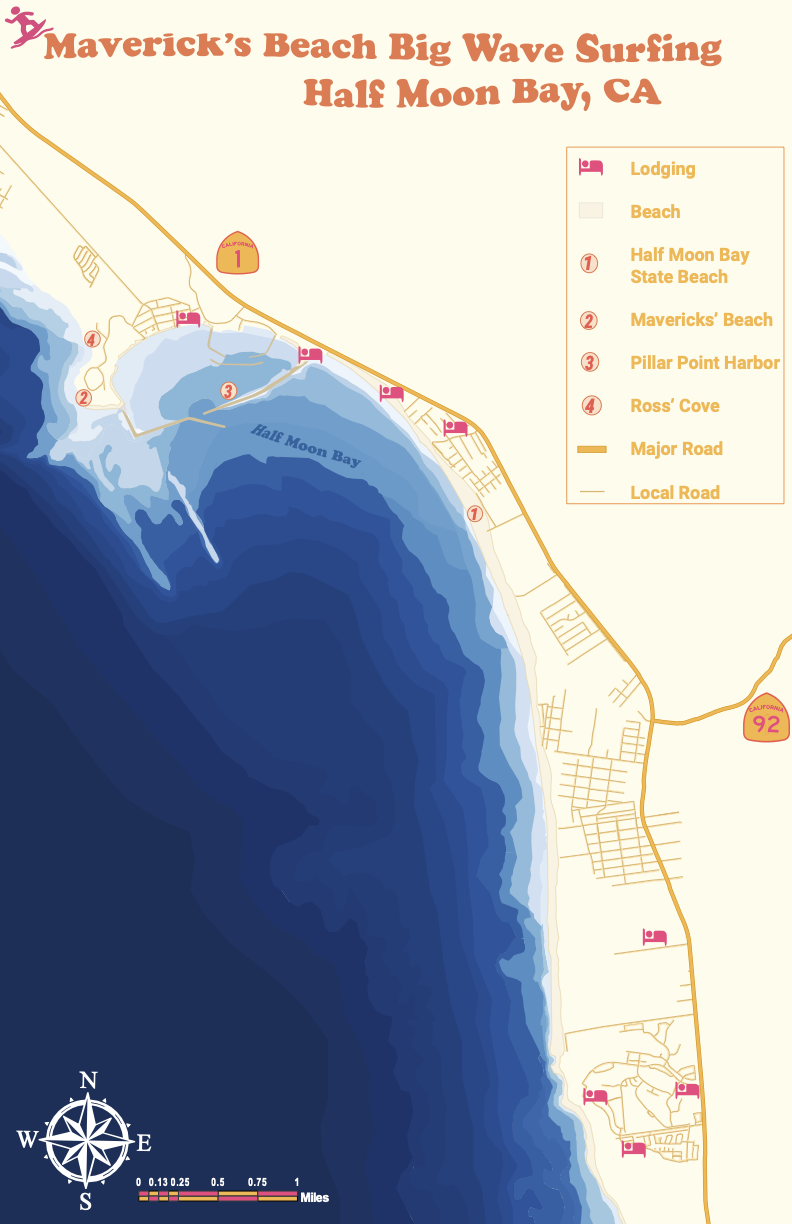 Maverick's Beach Big Wave Surfing
Half Moon Bay, CA
Lodging
Beach
1 Half Moon Bay
State Beach
2 Mavericks' Beach
3 Pillar Point Harbor
4 Ross' Cove
Major Road
Local Road
CALIFORNIA
1
4
3
2
Half Moon Bay
1
CALIFORNIA
92
N
W E
S
0 0.13 0.25 0.5 0.75 1
Miles